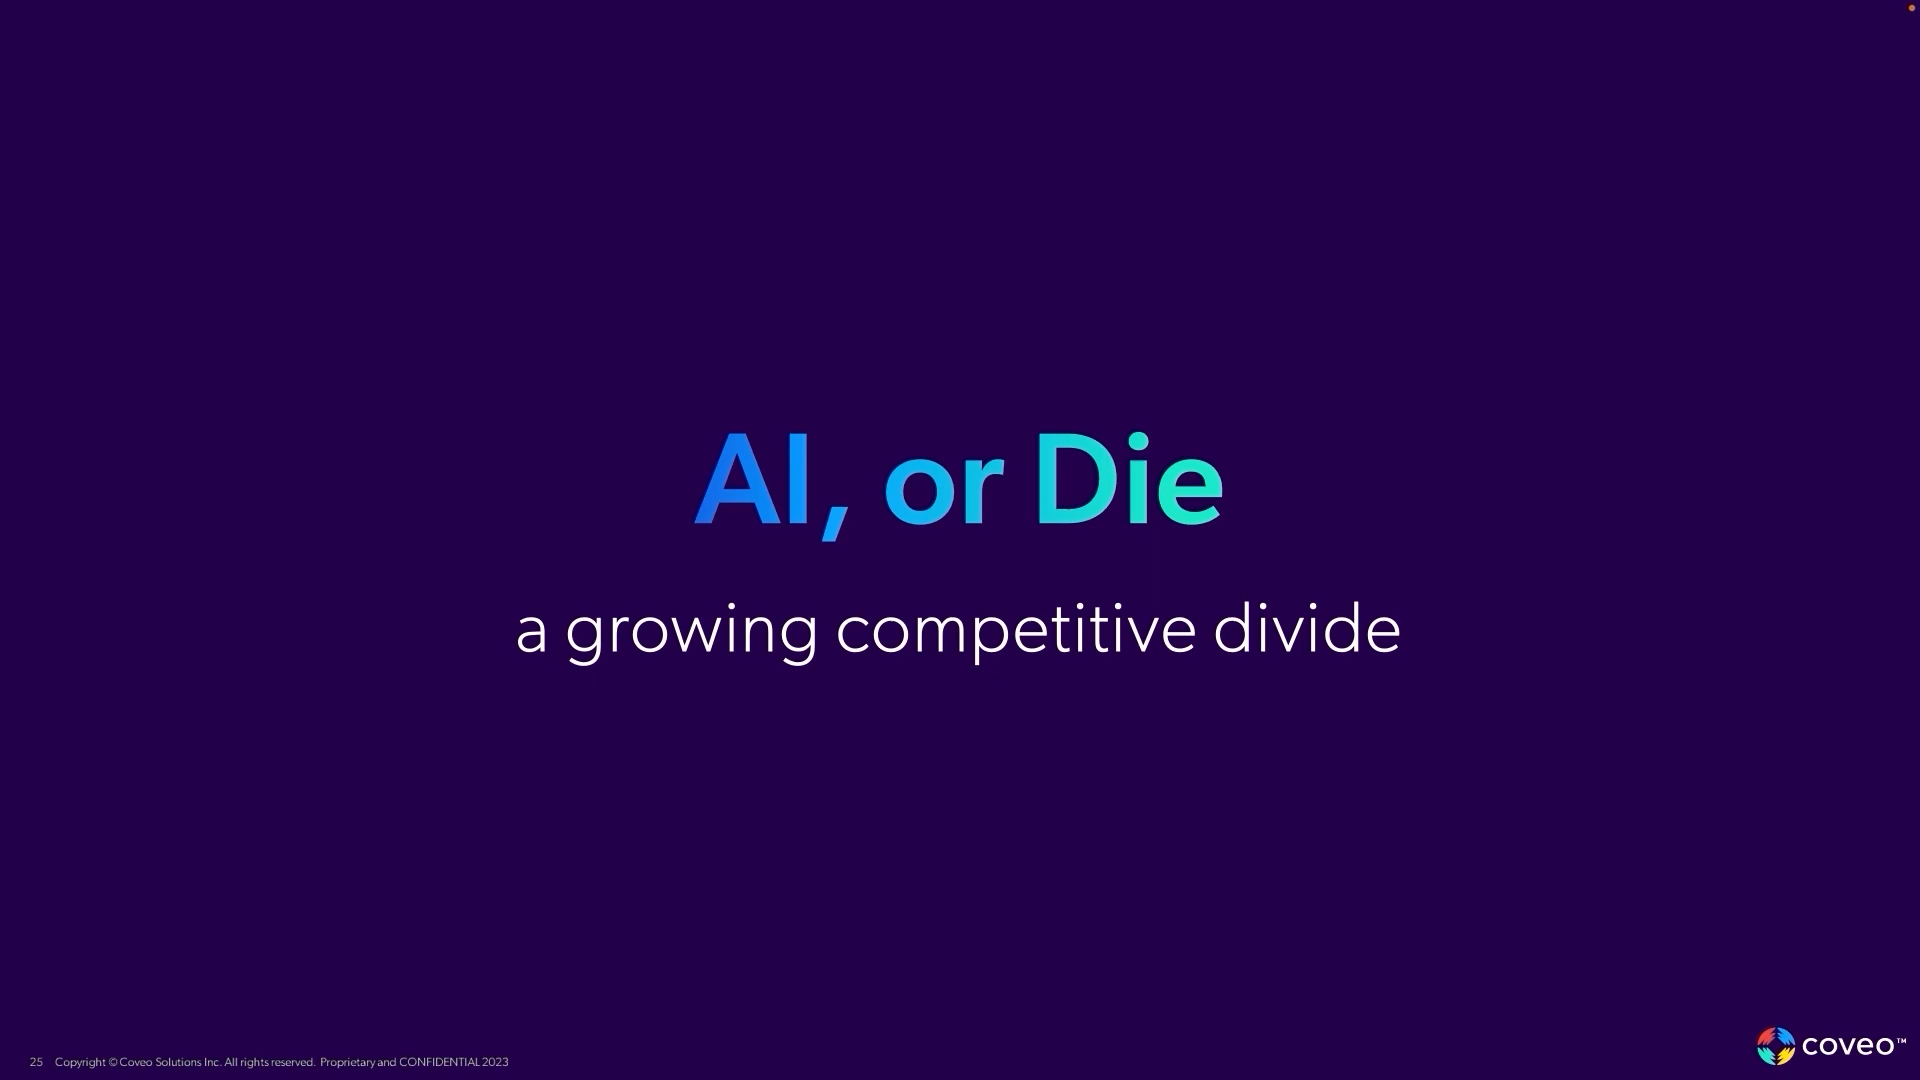 AI, or Die
a growing competitive divide
25 Copyright © Coveo Solutions Inc. All rights reserved. Proprietary and CONFIDENTIAL 2023
coveo™